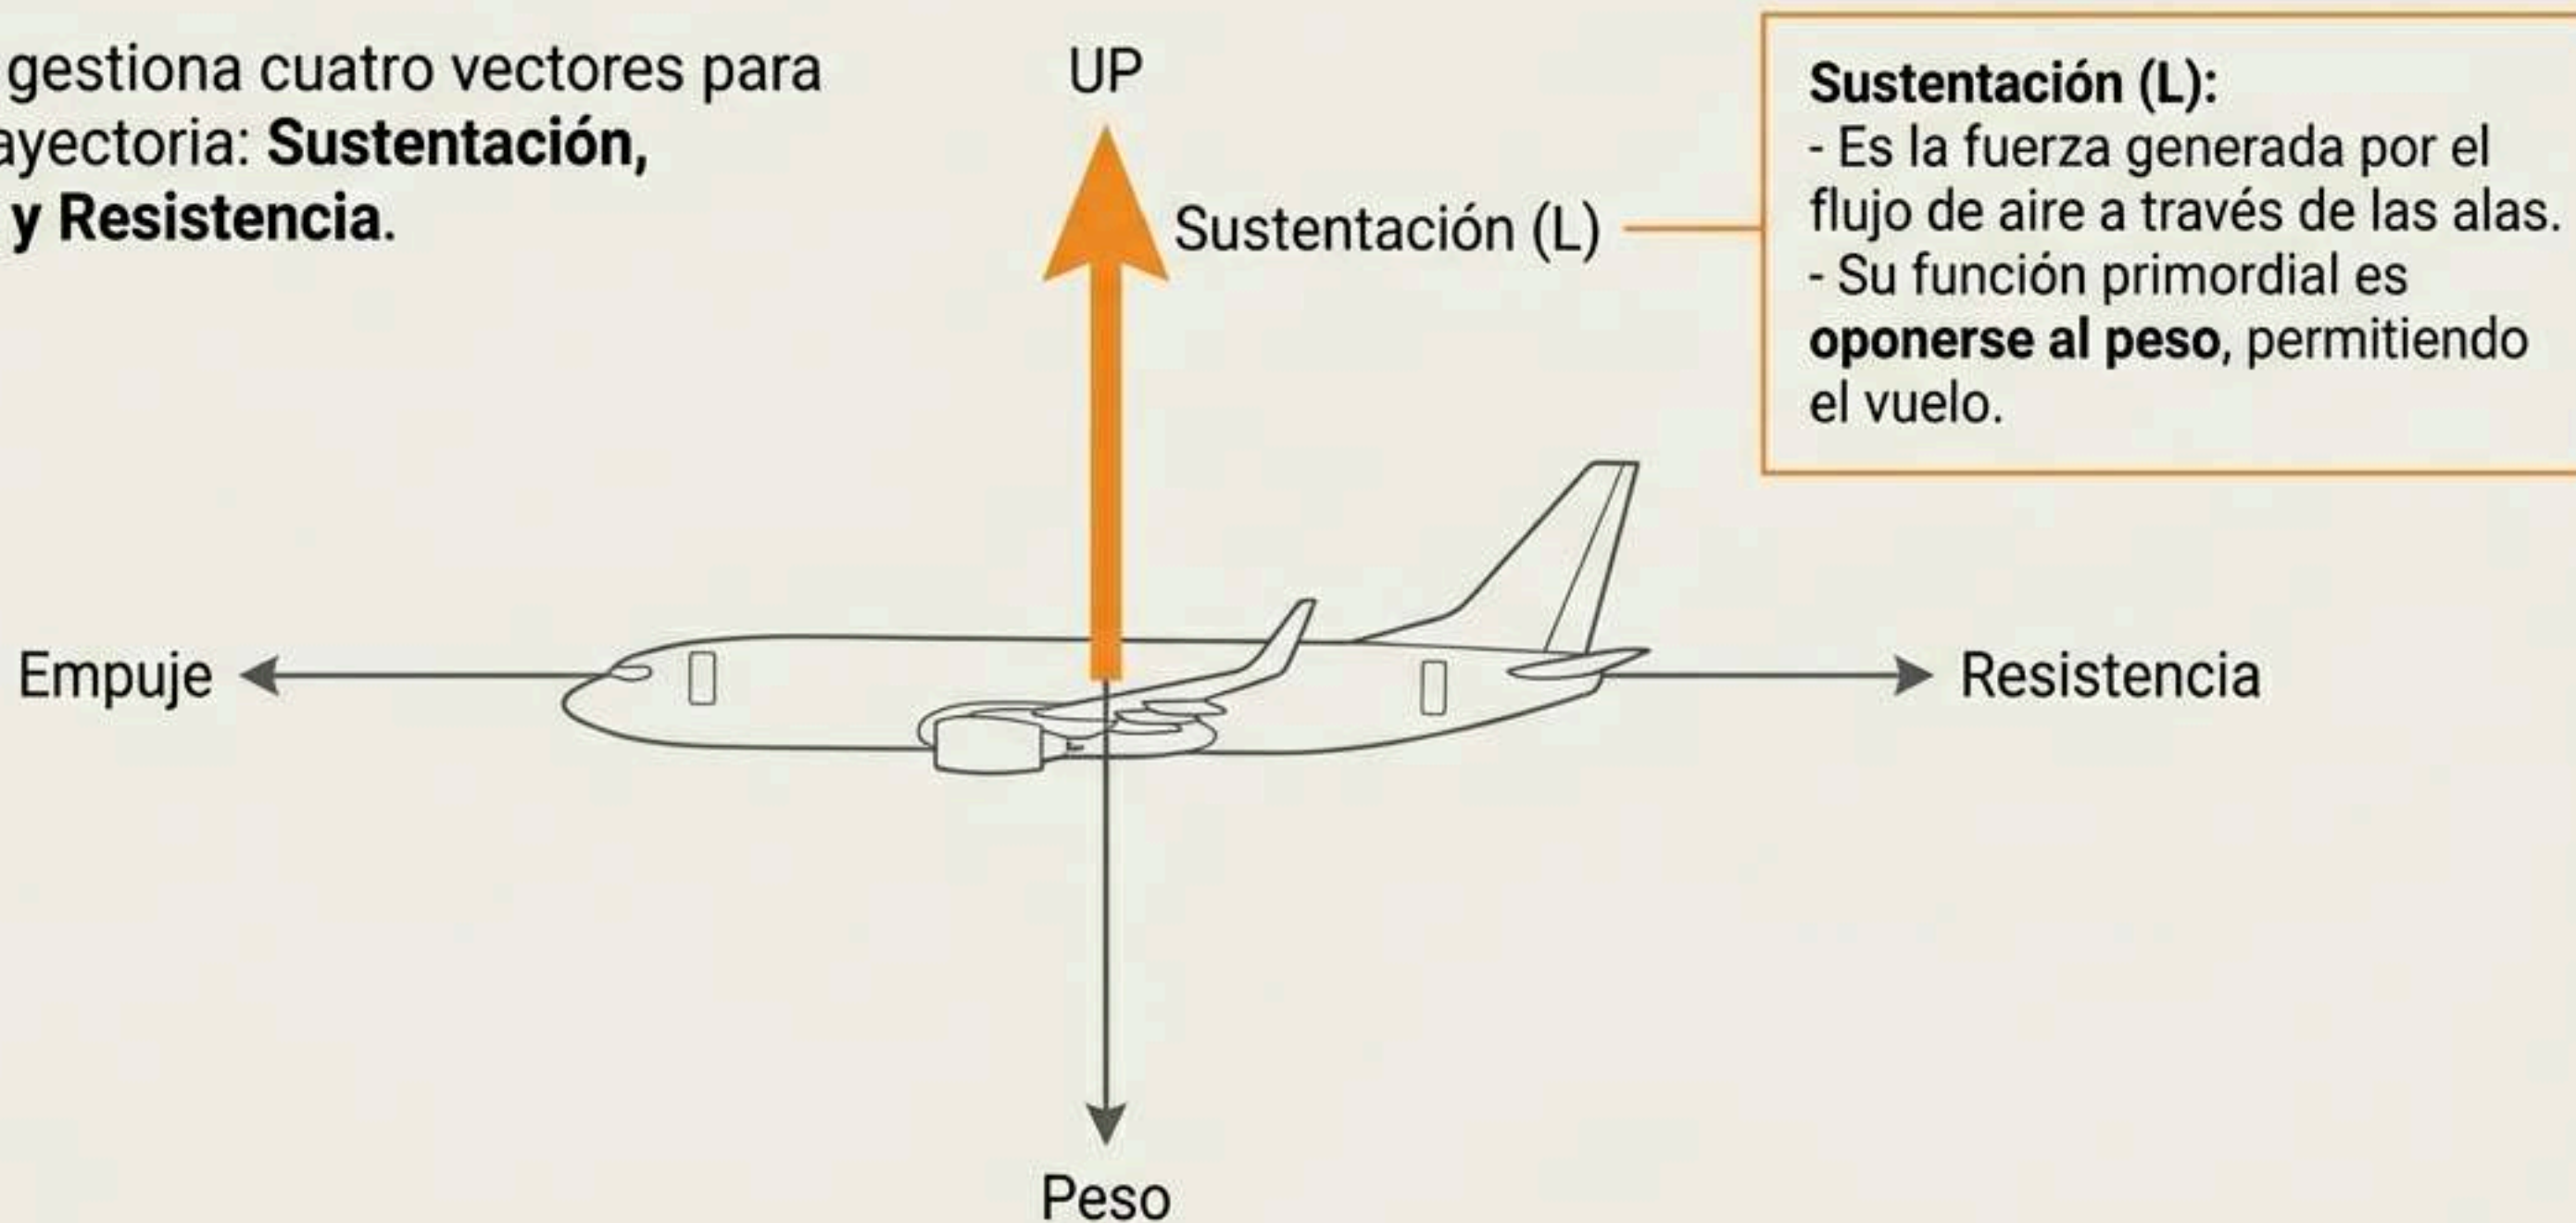 gestiona cuatro vectores para
ayectoria: Sustentación,
y Resistencia.
UP
Sustentación (L)
Sustentación (L):
- Es la fuerza generada por el
flujo de aire a través de las alas.
- Su función primordial es
oponerse al peso, permitiendo
el vuelo.
Empuje
Resistencia
Peso